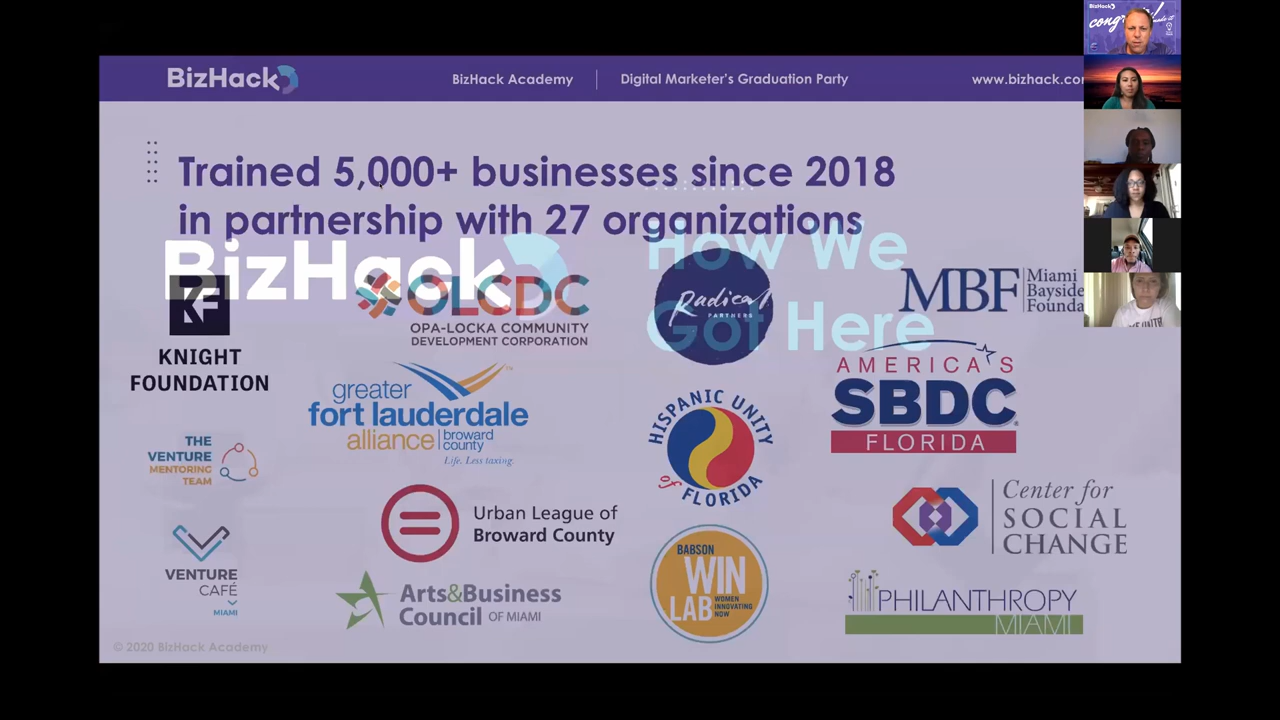 BizHack
BizHack Academy
Digital Marketer's Graduation Party
www.bizhack.co
Trained 5,000+ businesses since 2018
in partnership with 27 organizations
BizHack
How We
Got Here
KF
KNIGHT
FOUNDATION
OLCDC
OPA-LOCKA COMMUNITY
DEVELOPMENT CORPORATION
Radical
PARTNERS
MBF
Miami
Bayside
Founda
greater
fort lauderdale
alliance
broward
county
Life. Less taxing.
HISPANIC UNITY
of FLORIDA
AMERICA'S
SBDC
FLORIDA
THE
VENTURE
MENTORING
TEAM
Urban League of
Broward County
Center for
SOCIAL
CHANGE
VENTURE
CAFÉ
MIAMI
Arts&Business
Council OF MIAMI
BABSON
WIN
LAB
WOMEN
INNOVATING
NOW
PHILANTHROPY
MIAMI
© 2020 BizHack Academy
BizHack